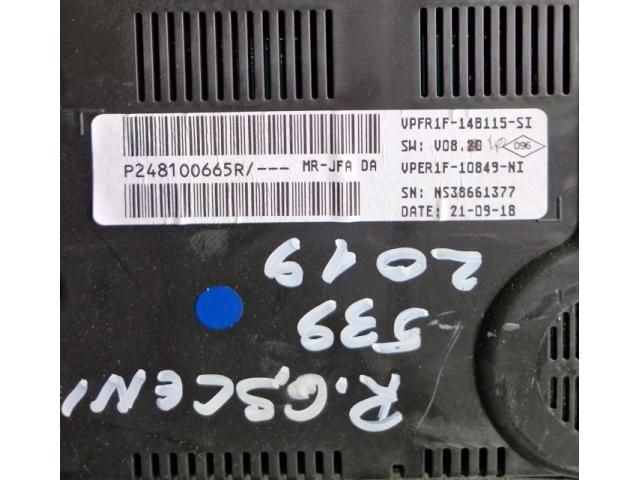 VPFR1F-14B115-SI
SW: V08.20
096
P248100665R/--- MR-JFA DA
VPER1F-10849-NI
SN: NS38661377
DATE: 21-09-18
R.G.SCENI
539
2019